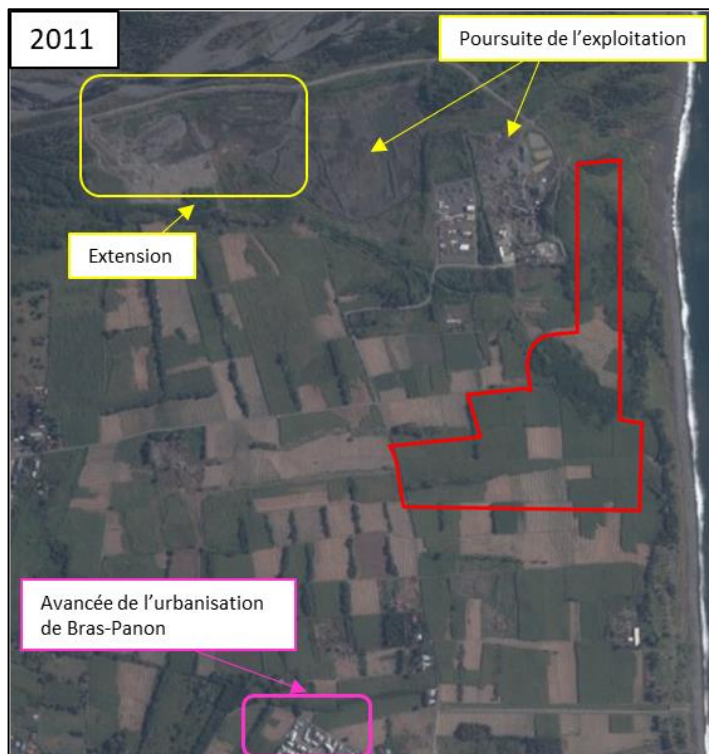 2011
Poursuite de l’exploitation
Extension
Avancée de l’urbanisation
de Bras-Panon